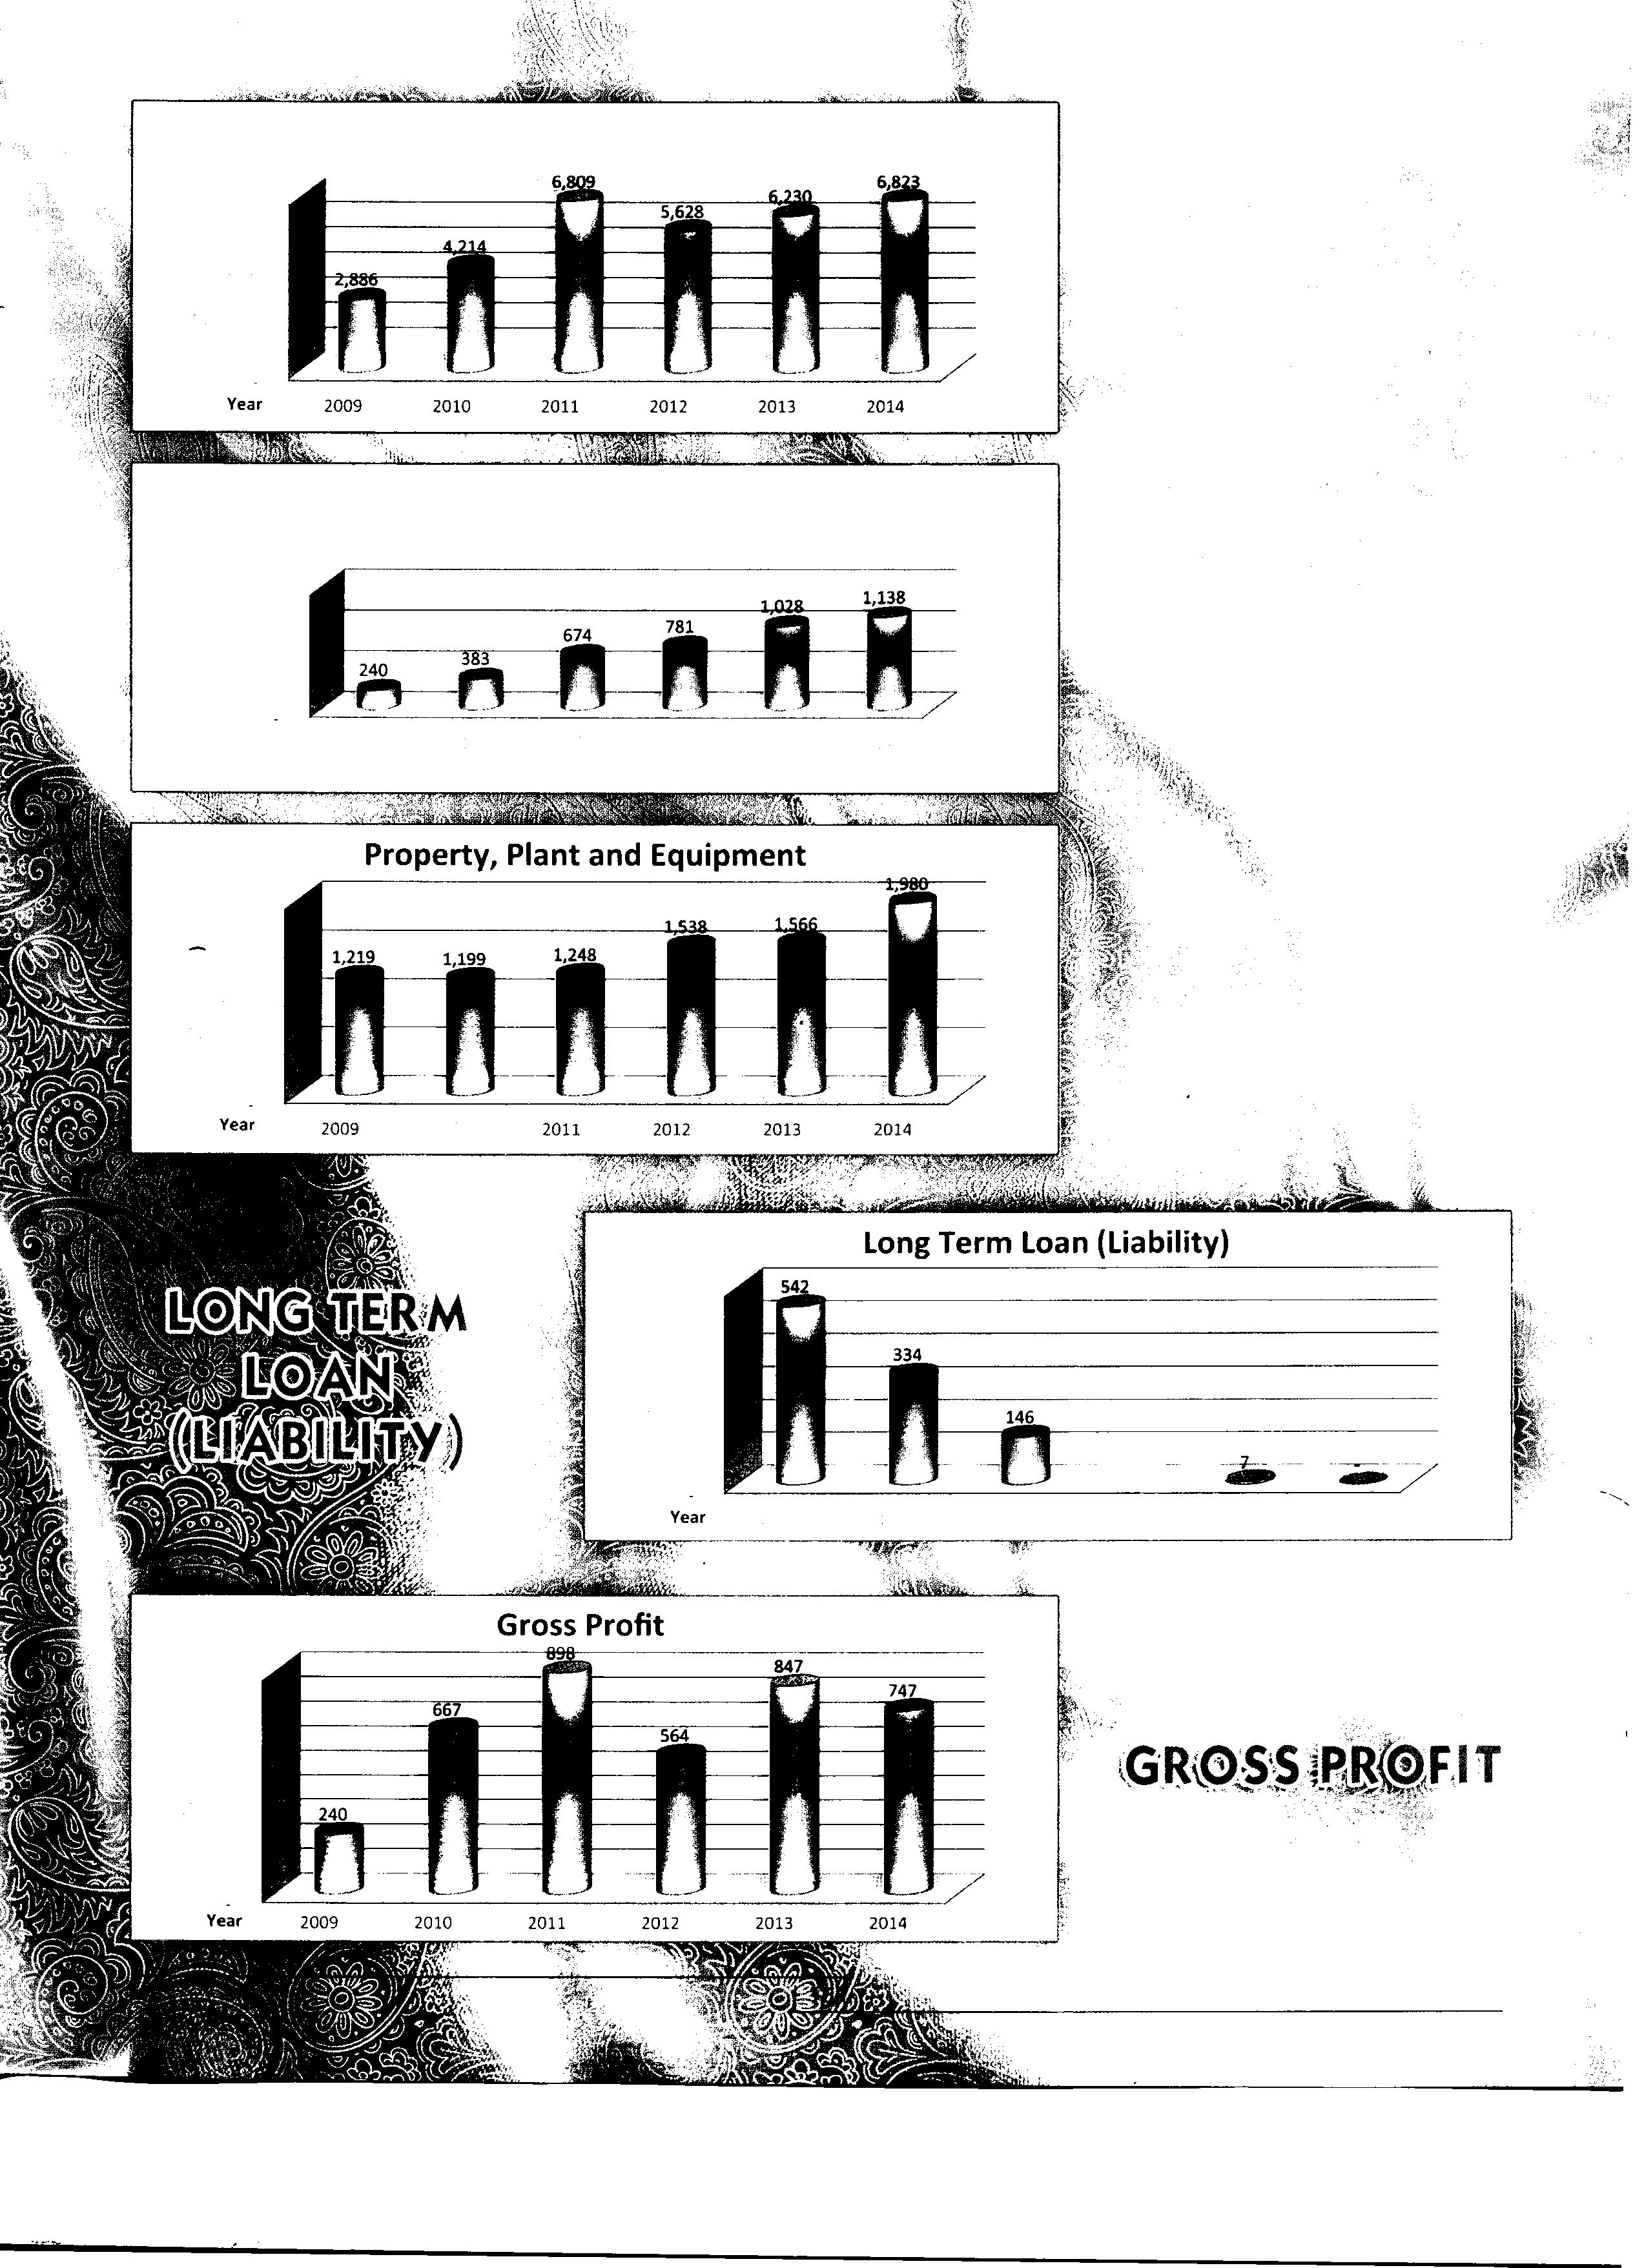 6,809 6,823
6,230
5,628
4,214
2,886
Year 2009 2010 2011 2012 2013 2014
1,138
1,028
781
674
383
240
Property, Plant and Equipment
1,980
1,538 1,566
1,219 1,199 1,248
Year 2009 2011 2012 2013 2014
Long Term Loan (Liability)
542
334
146
7 -
Year
LONG TERM
LOAN
(LIABILITY)
Gross Profit
898
847
747
667
564
240
Year 2009 2010 2011 2012 2013 2014
GROSS PROFIT